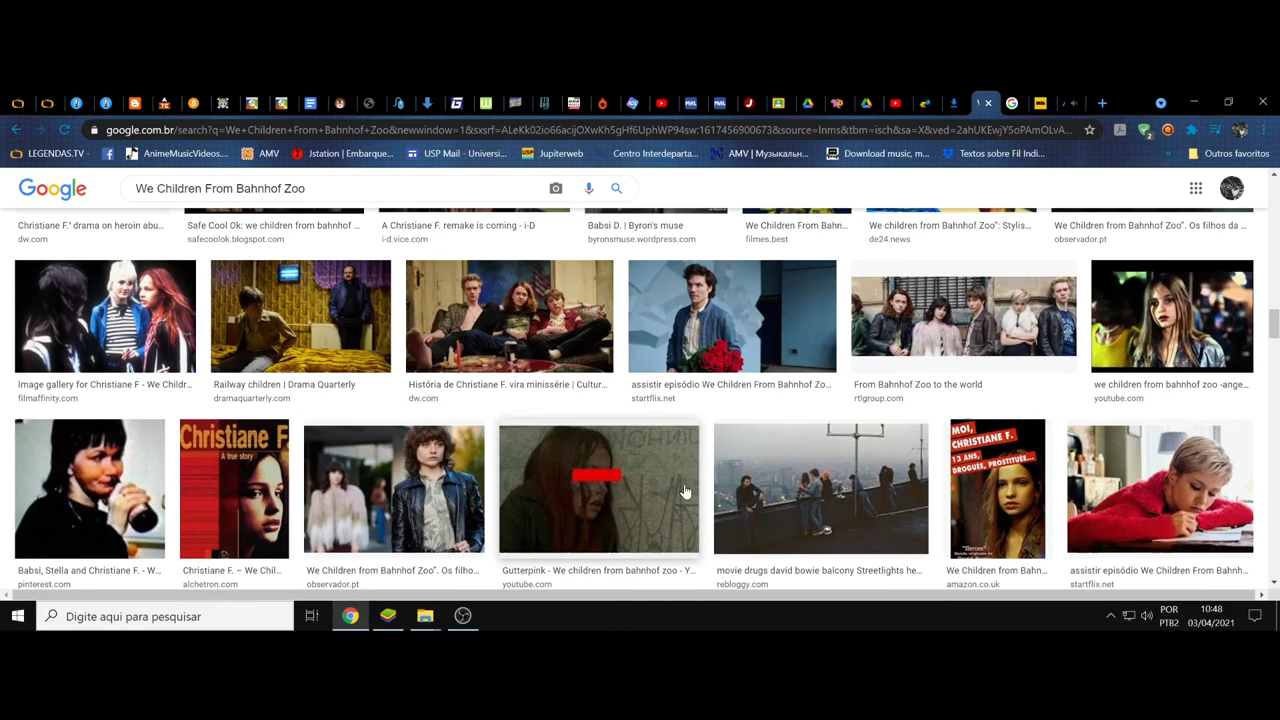 google.com.br/search?q=We+Children+From+Bahnhof+Zoo&newwindow=1&sxsrf=ALeKk02io66acijOXwKh5gHf6UphWP94sw:1617456900673&source=lnms&tbm=isch&sa=X&ved=2ahUKEwjY5oPAmOLvA...
LEGENDAS.TV -
AnimeMusicVideos...
AMV
Jstation | Embarque...
USP Mail - Universi...
Jupiterweb
Centro Interdeparta...
AMV | Музыкальн...
Download music, m...
Textos sobre Fil Indi...
Outros favoritos
Google
We Children From Bahnhof Zoo
Christiane F.' drama on heroin abu...
dw.com
Safe Cool Ok: we children from bahnhof ...
safecoolok.blogspot.com
A Christiane F. remake is coming - i-D
i-d.vice.com
Babsi D. | Byron's muse
byronsmuse.wordpress.com
We Children From Bahn...
filmes.best
We children from Bahnhof Zoo": Stylis...
de24.news
We Children from Bahnhof Zoo". Os filhos da ...
observador.pt
Image gallery for Christiane F - We Childr...
filmaffinity.com
Railway children | Drama Quarterly
dramaquarterly.com
História de Christiane F. vira minissérie | Cultur...
dw.com
assistir episódio We Children From Bahnhof Zo...
startflix.net
From Bahnhof Zoo to the world
rtlgroup.com
we children from bahnhof zoo -ange...
youtube.com
Christiane F.
A true story
MOI,
CHRISTIANE F.
13 ANS,
DROGUÉE, PROSTITUÉE...
"Heroes"
Babsi, Stella and Christiane F. - W...
pinterest.com
Christiane F. – We Chil...
alchetron.com
We Children from Bahnhof Zoo". Os filho...
observador.pt
Gutterpink - We children from bahnhof zoo - Y...
youtube.com
movie drugs david bowie balcony Streetlights he...
rebloggy.com
We Children From Bahn...
amazon.co.uk
assistir episódio We Children From Bahnh...
startflix.net
Digite aqui para pesquisar
POR
PTB2
10:48
03/04/2021